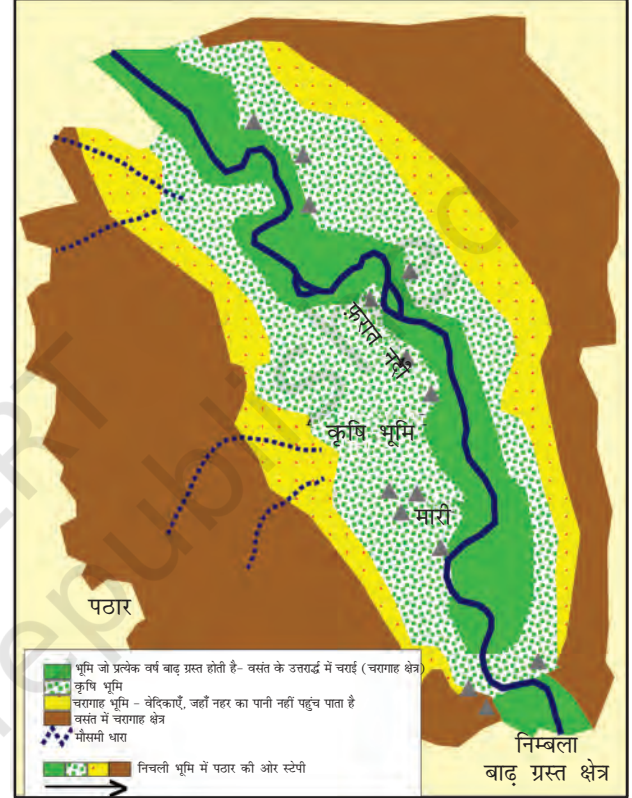 फ़रात नदी
कृषि भूमि
मारी
पठार
भूमि जो प्रत्येक वर्ष बाढ़ ग्रस्त होती है- वसंत के उत्तरार्द्ध में चराई (चरागाह क्षेत्र)
कृषि भूमि
चरागाह भूमि - वेदिकाएँ, जहाँ नहर का पानी नहीं पहुंच पाता है
वसंत में चरागाह क्षेत्र
मौसमी धारा
निचली भूमि में पठार की ओर स्टेपी
निम्बला
बाढ़ ग्रस्त क्षेत्र